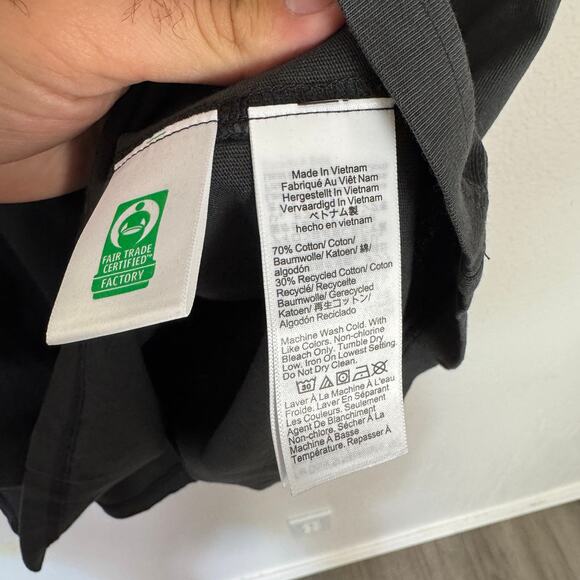 FAIR TRADE
CERTIFIED™
FACTORY
Made In Vietnam
Fabriqué Au Viêt Nam
Hergestellt In Vietnam
Vervaardigd In Vietnam
ベトナム製
hecho en vietnam
70% Cotton/ Coton/
Baumwolle/ Katoen/ 綿/
algodón
30% Recycled Cotton/ Coton
Recyclé/ Recycelte
Baumwolle/ Gerecycled
Katoen/ 再生コットン/
Algodón Reciclado
Machine Wash Cold. With
Like Colors. Non-chlorine
Bleach Only. Tumble Dry
Low. Iron on Lowest Setting.
Do Not Dry Clean.
30
Laver À La Machine À L'eau
Froide. Laver En Séparant
Les Couleurs. Seulement
Agent De Blanchiment
Non-chlore. Sécher À
Machine A Basse
Température. Repasser À